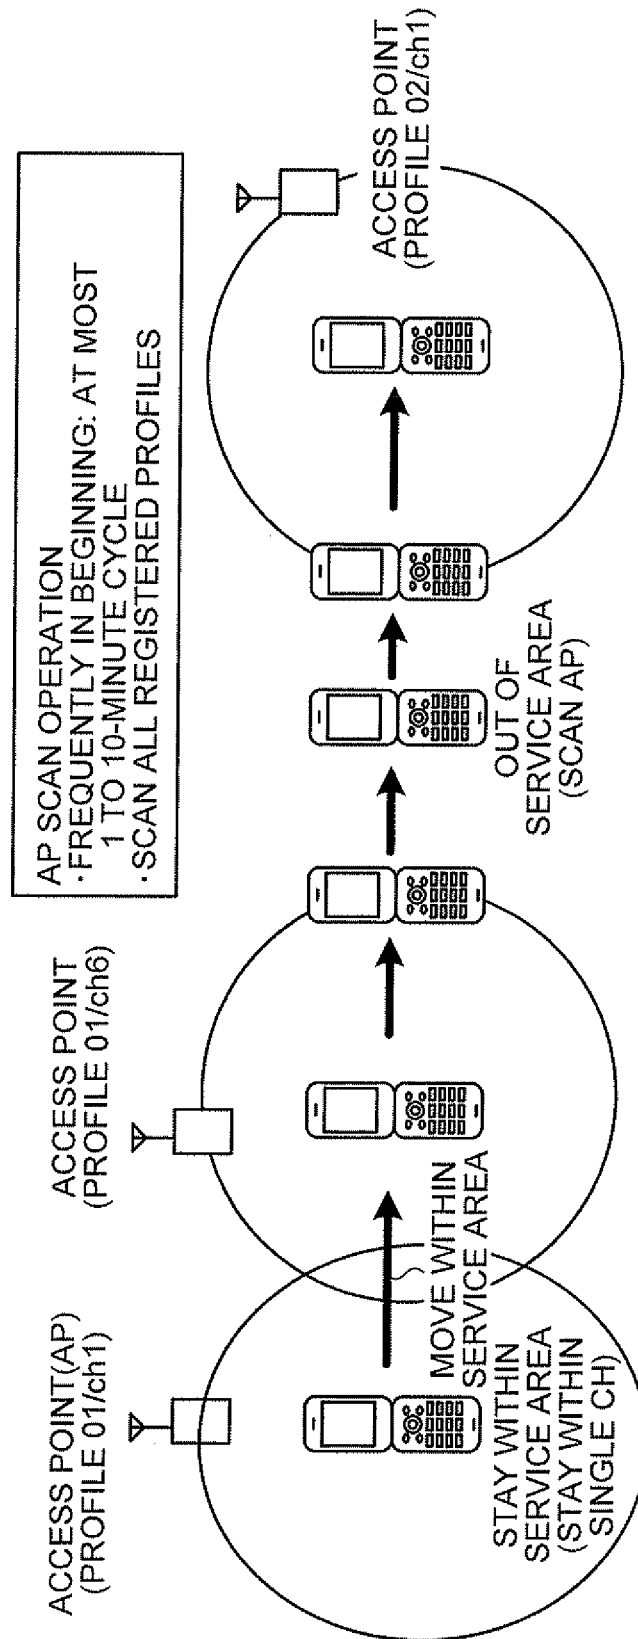 ACCESS POINT(AP)
(PROFILE 01/ch1)
ACCESS POINT
(PROFILE 01/ch6)
AP SCAN OPERATION
·FREQUENTLY IN BEGINNING: AT MOST
1 TO 10-MINUTE CYCLE
·SCAN ALL REGISTERED PROFILES
ACCESS POINT
(PROFILE 02/ch1)
STAY WITHIN
SERVICE AREA
(STAY WITHIN
SINGLE CH)
MOVE WITHIN
SERVICE AREA
OUT OF
SERVICE AREA
(SCAN AP)